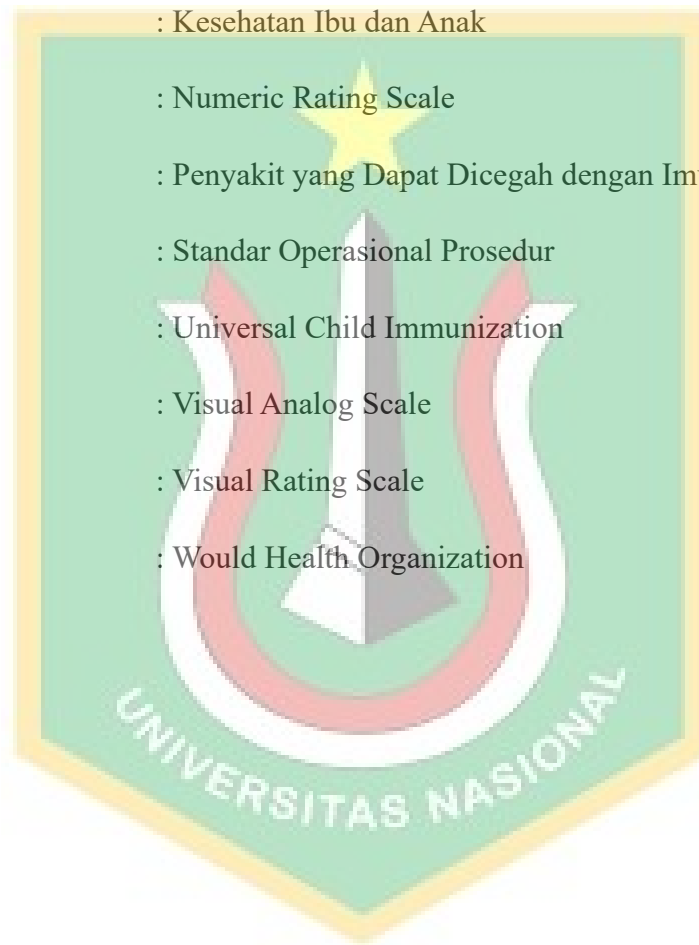 : Kesehatan Ibu dan Anak
: Numeric Rating Scale
: Penyakit yang Dapat Dicegah dengan
: Standar Operasional Prosedur
: Universal Child Immunization
: Visual Analog Scale
: Visual Rating Scale
: Would Health Organization
UNIVERSITAS NASIONAL